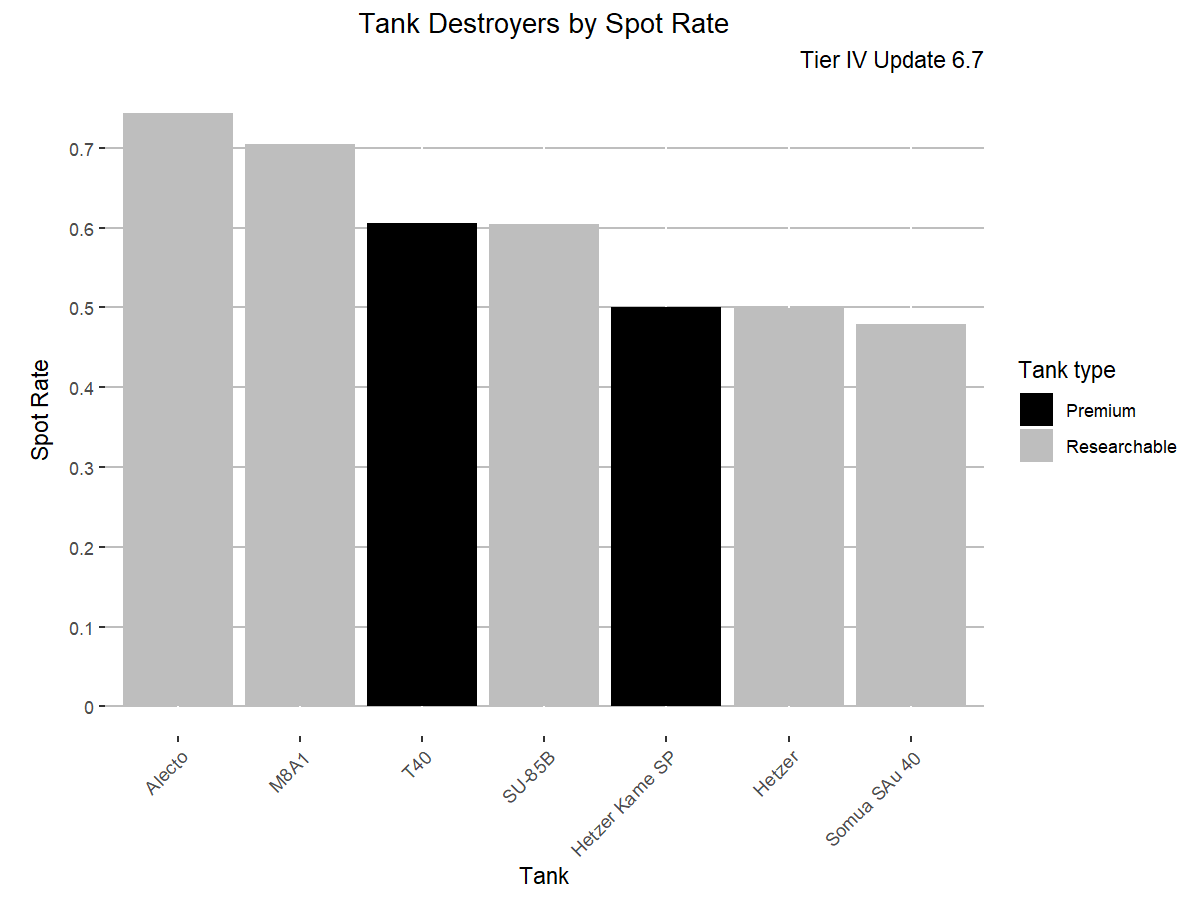 Tank Destroyers by Spot Rate
Tier IV Update 6.7
Spot Rate
0.7
0.6
0.5
0.4
0.3
0.2
0.1
0
Alecto
M8A1
T40
SU-85B
Hetzer Kame SP
Hetzer
Somua SAu 40
Tank
Tank type
Premium
Researchable